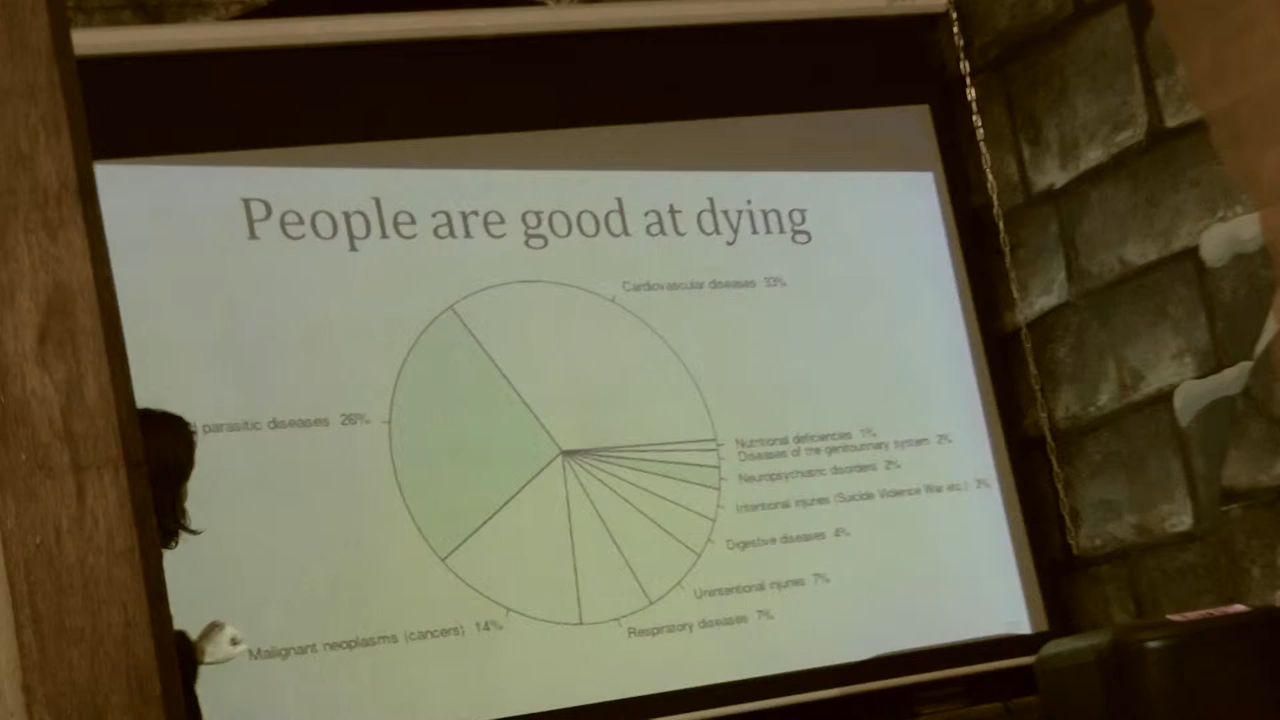 People are good at dying
Cardiovascular diseases 33%
parasitic diseases 26%
Nutritional deficiencies 1%
Diseases of the genitourinary system 2%
Neuropsychiatric disorders 2%
Intentional injuries (Suicide Violence War etc.) 3%
Digestive diseases 4%
Unintentional injuries 7%
Respiratory diseases 7%
Malignant neoplasms (cancers) 14%